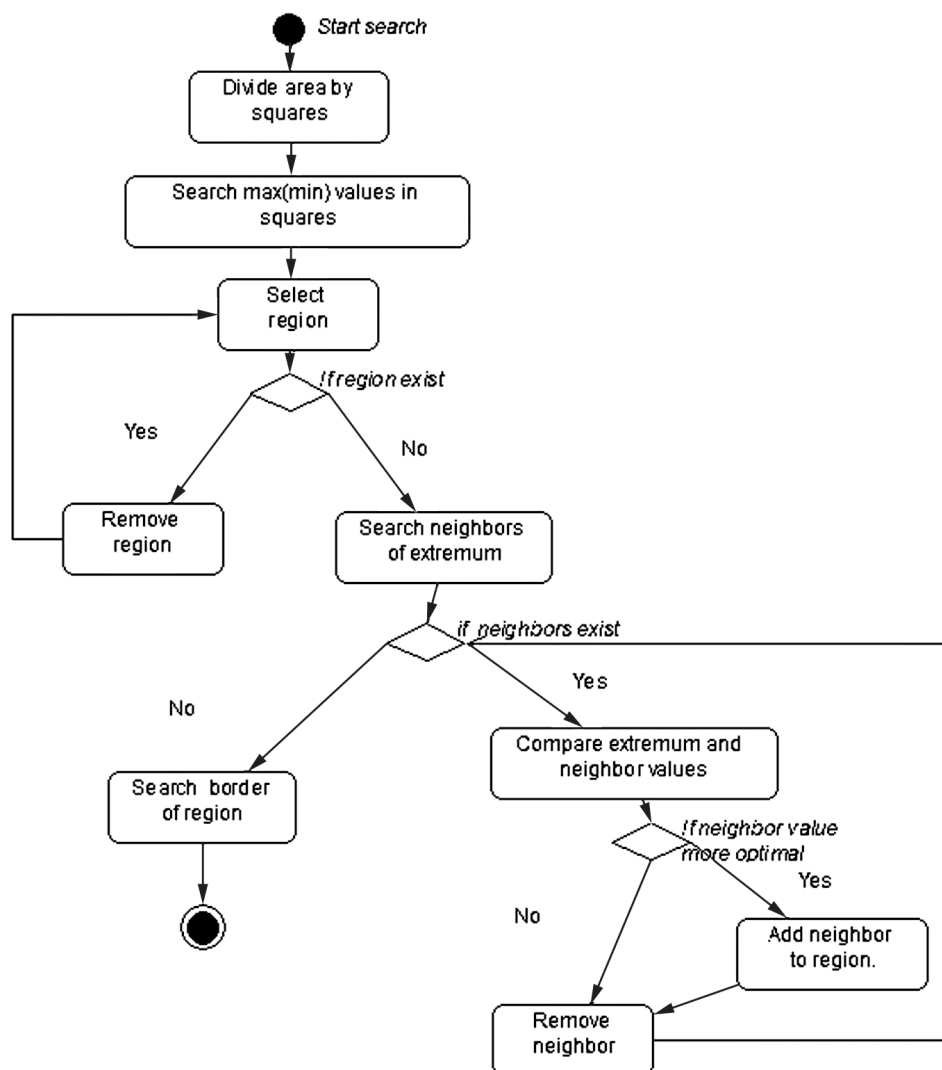 Start search
Divide area by
squares
Search max(min) values in
squares
Select
region
If region exist
Yes
No
Remove
region
Search neighbors
of extremum
if neighbors exist
Yes
No
Compare extremum and
neighbor values
Search border
of region
If neighbor value
more optimal
Yes
No
Add neighbor
to region.
Remove
neighbor